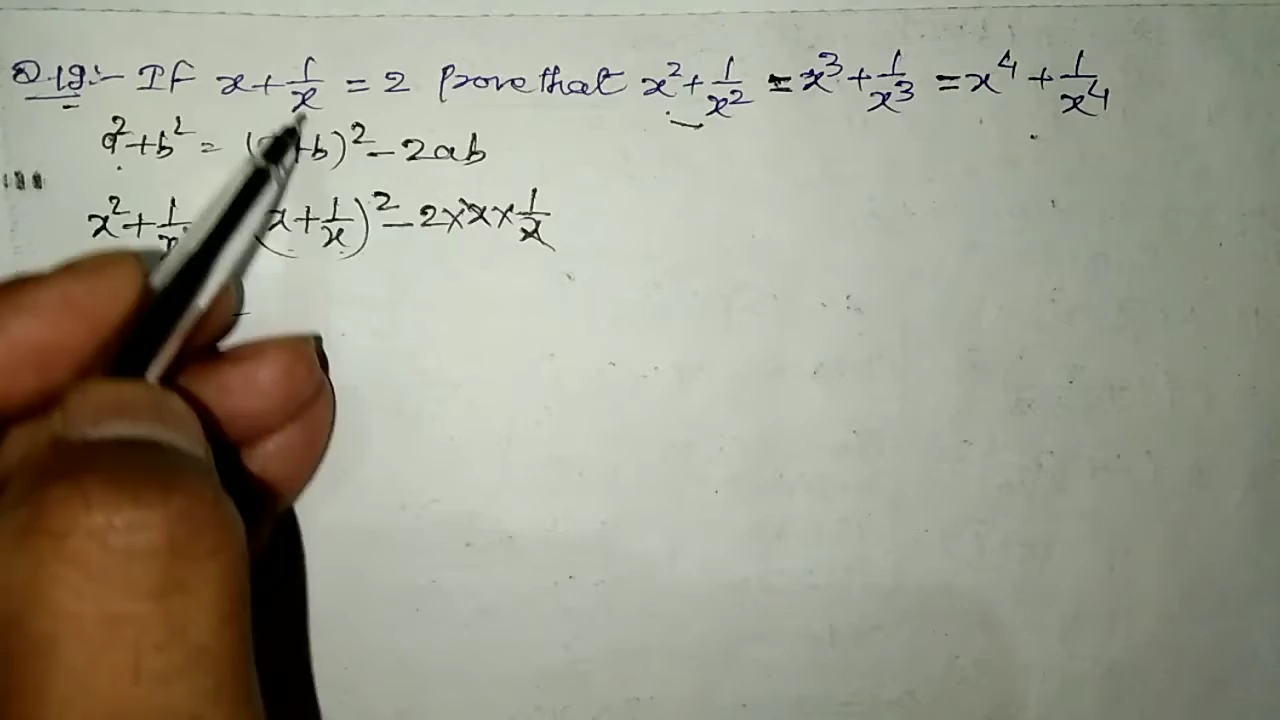 Q.19:- If x + 1/x = 2 prove that x² + 1/x² = x³ + 1/x³ = x⁴ + 1/x⁴
a² + b² = ( + b)² - 2ab
x² + 1/x (x + 1/x)² - 2 × x × 1/x